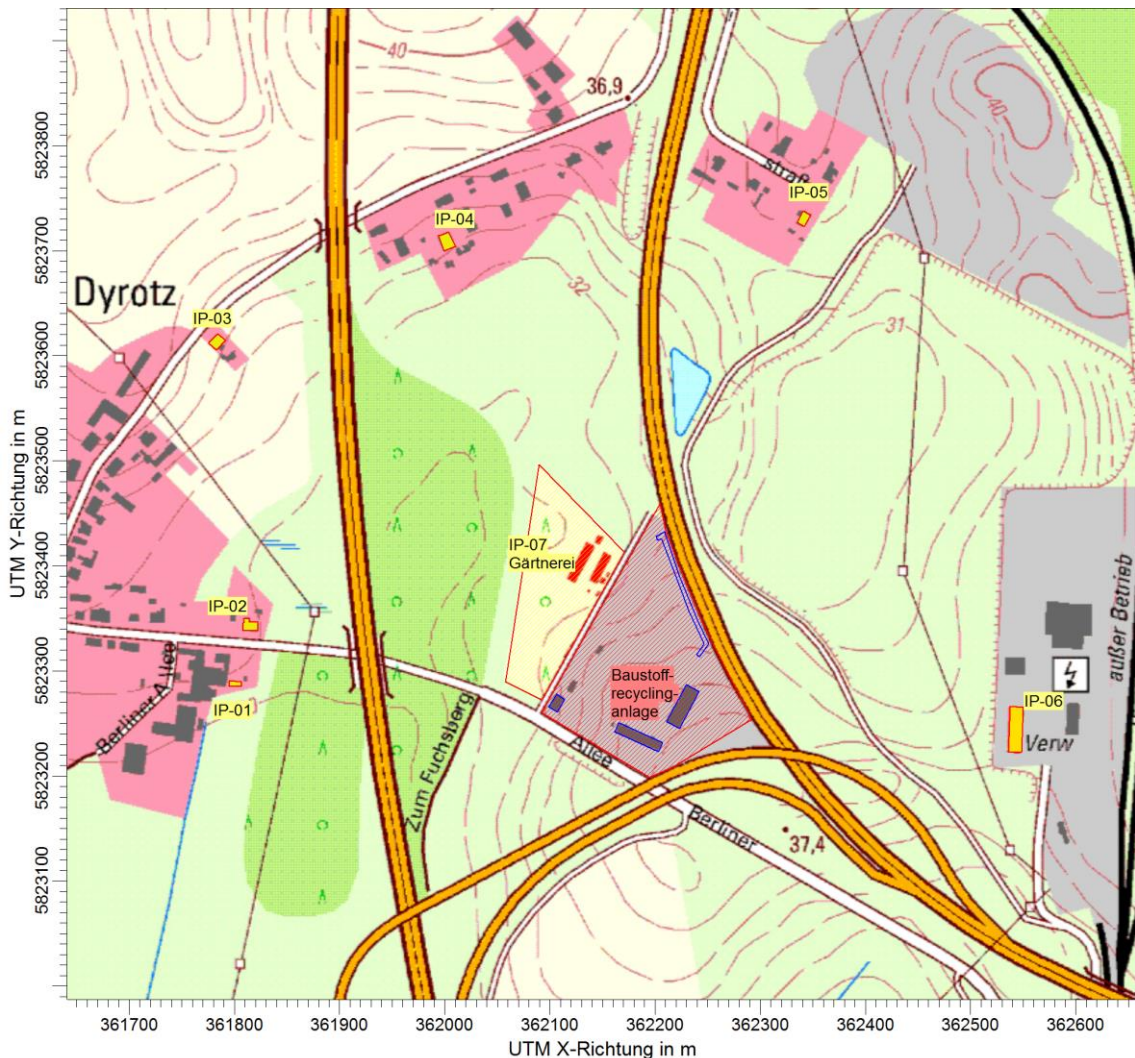 40
36,9
40
straß
IP-05
IP-04
5823800
5823700
5823600
5823500
5823400
5823300
5823200
5823100
UTM Y-Richtung in m
Dyrotz
32
31
IP-03
IP-07
Gärtnerei
IP-02
außer Betrieb
Berliner Allee
IP-01
Baustoff-
recycling-
anlage
IP-06
Verw
Zum Fuchsberg
Allee
Berliner
37,4
361700 361800 361900 362000 362100 362200 362300 362400 362500 362600
UTM X-Richtung in m